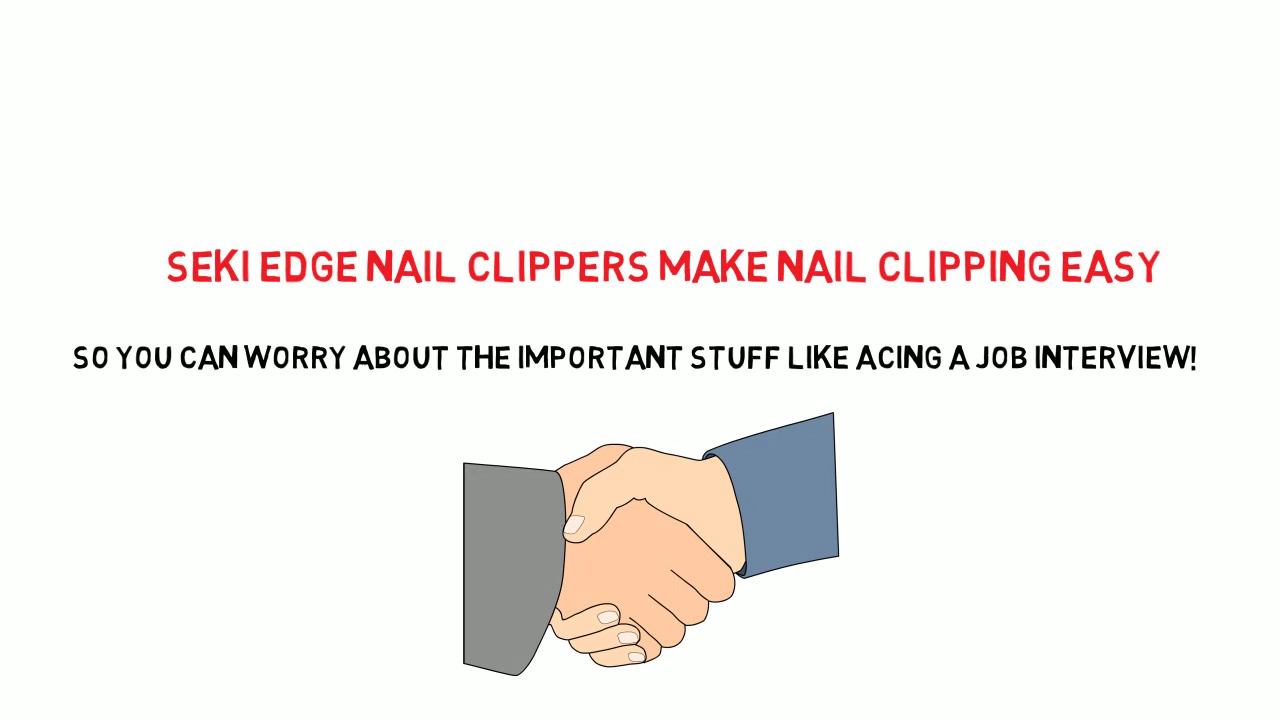 SEKI EDGE NAIL CLIPPERS MAKE NAIL CLIPPING EASY
SO YOU CAN WORRY ABOUT THE IMPORTANT STUFF LIKE ACING A JOB INTERVIEW!